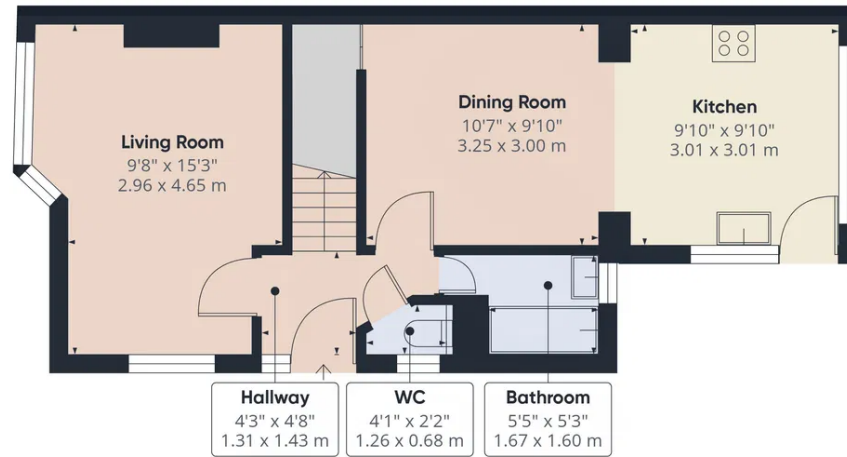 Living Room
9'8" x 15'3"
2.96 x 4.65 m
Dining Room
10'7" x 9'10"
3.25 x 3.00 m
Kitchen
9'10" x 9'10"
3.01 x 3.01 m
Hallway
4'3" x 4'8"
1.31 x 1.43 m
WC
4'1" x 2'2"
1.26 x 0.68 m
Bathroom
5'5" x 5'3"
1.67 x 1.60 m